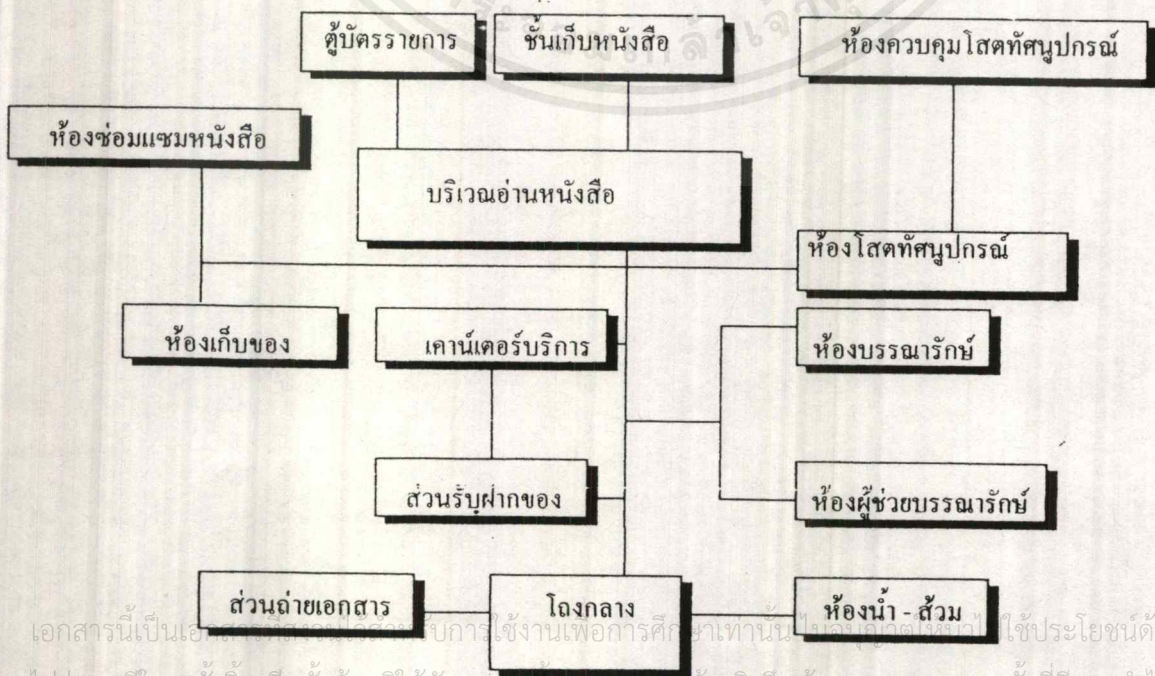 ตู้บัตรรายการ
ชั้นเก็บหนังสือ
ห้องควบคุมโสตทัศนูปกรณ์
ห้องซ่อมแซมหนังสือ
บริเวณอ่านหนังสือ
ห้องโสตทัศนูปกรณ์
ห้องเก็บของ
เคาน์เตอร์บริการ
ห้องบรรณารักษ์
ส่วนรับฝากของ
ห้องผู้ช่วยบรรณารักษ์
ส่วนถ่ายเอกสาร
โถงกลาง
ห้องน้ำ - ส้วม
เอกสารนี้เป็นเอกสารที่สงวนไว้สำหรับการใช้งานเพื่อการศึกษาเท่านั้น ไม่อนุญาตให้นำไปใช้ประโยชน์ด้